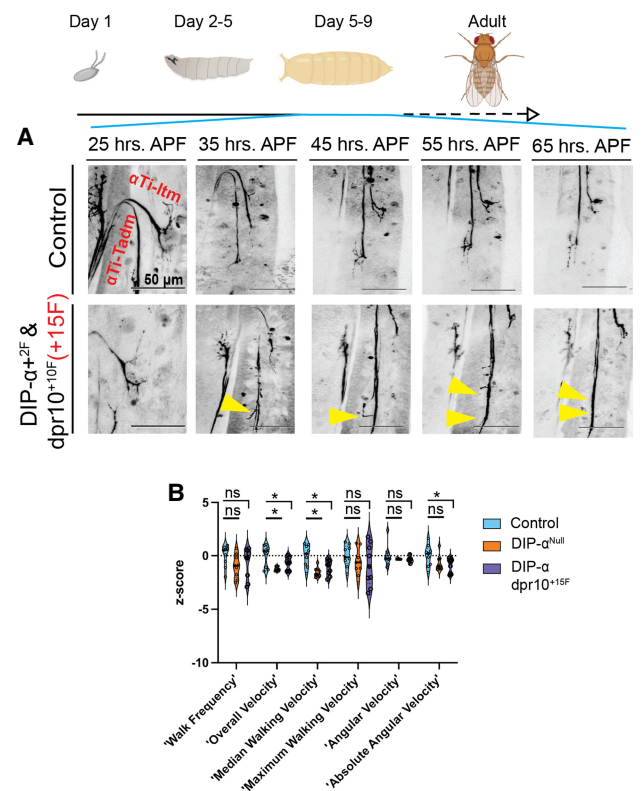 Day 1 Day 2-5 Day 5-9 Adult
A
25 hrs. APF 35 hrs. APF 45 hrs. APF 55 hrs. APF 65 hrs. APF
Control
αTi-ltm
αTi-Tadm
50 µm
DIP-α+²ᶠ &
dpr10⁺¹⁰ᶠ(+15F)
B
z-score
5
0
-5
-10
ns ns * * * * ns ns ns ns * ns
Control
DIP-αᴺᵘˡˡ
DIP-α
dpr10⁺¹⁵ᶠ
'Walk Frequency'
'Overall Velocity'
'Median Walking Velocity'
'Maximum Walking Velocity'
'Angular Velocity'
'Absolute Angular Velocity'